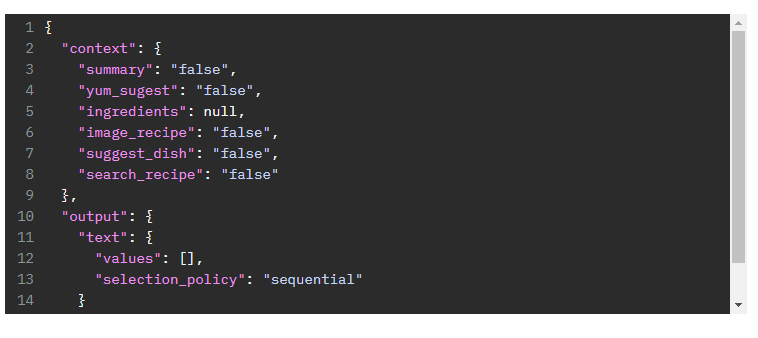 1 {
2 "context": {
3 "summary": "false",
4 "yum_sugest": "false",
5 "ingredients": null,
6 "image_recipe": "false",
7 "suggest_dish": "false",
8 "search_recipe": "false"
9 },
10 "output": {
11 "text": {
12 "values": [],
13 "selection_policy": "sequential"
14 }